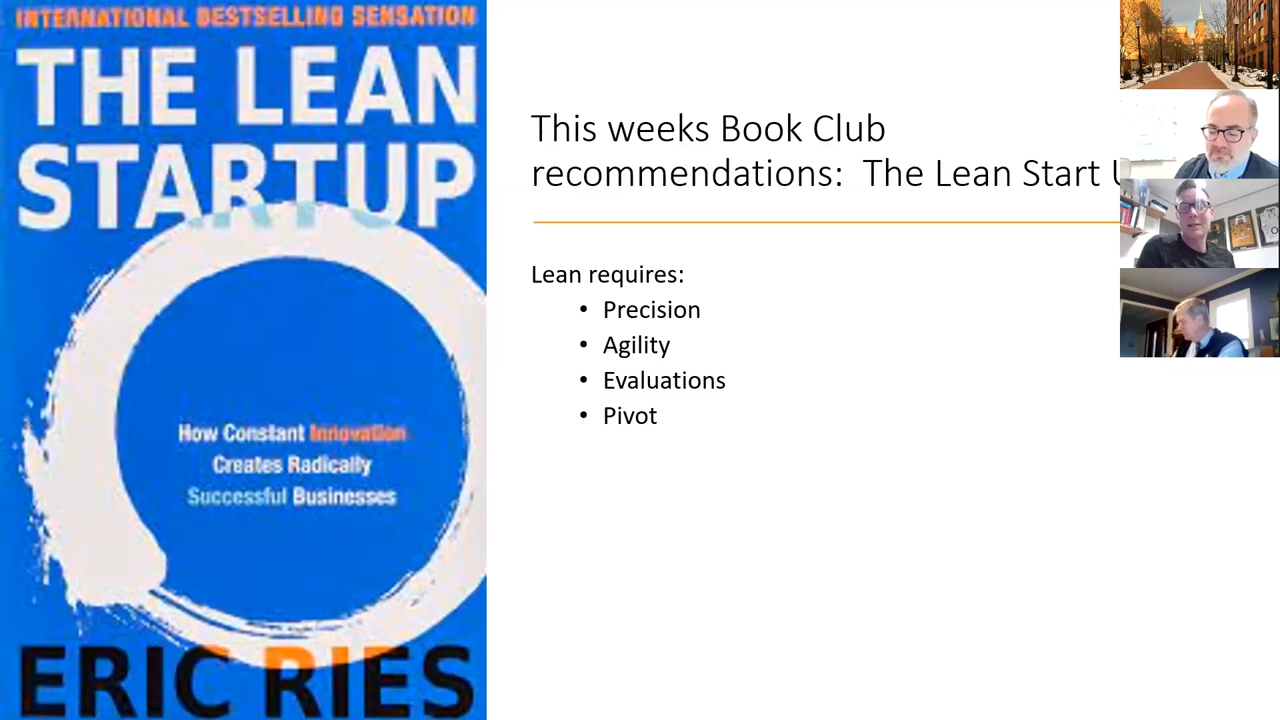 INTERNATIONAL BESTSELLING SENSATION
THE LEAN
STARTUP
How Constant Innovation
Creates Radically
Successful Businesses
ERIC RIES
This weeks Book Club
recommendations:  The Lean Start
Lean requires:
• Precision
• Agility
• Evaluations
• Pivot